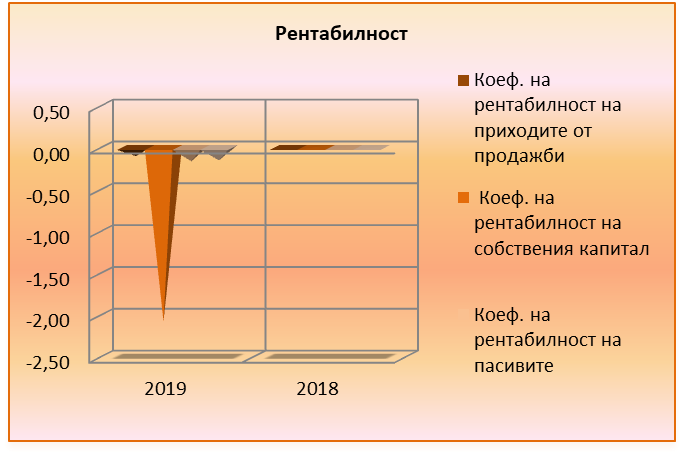 Рентабилност
0,50
0,00
-0,50
-1,00
-1,50
-2,00
-2,50
2019
2018
Коеф. на
рентабилност на
приходите от
продажби
Коеф. на
рентабилност на
собствения капитал
Коеф. на
рентабилност на
пасивите